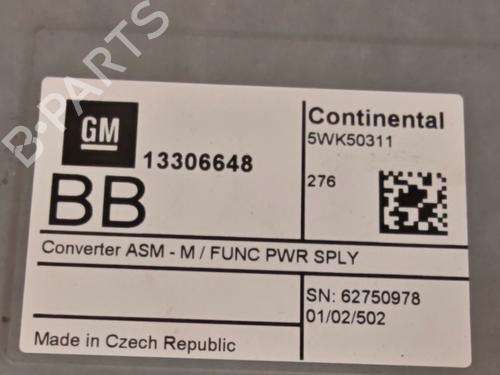 B-PARTS
GM
13306648
BB
Continental
5WK50311
276
Converter ASM - M / FUNC PWR SPLY
SN: 62750978
01/02/502
Made in Czech Republic